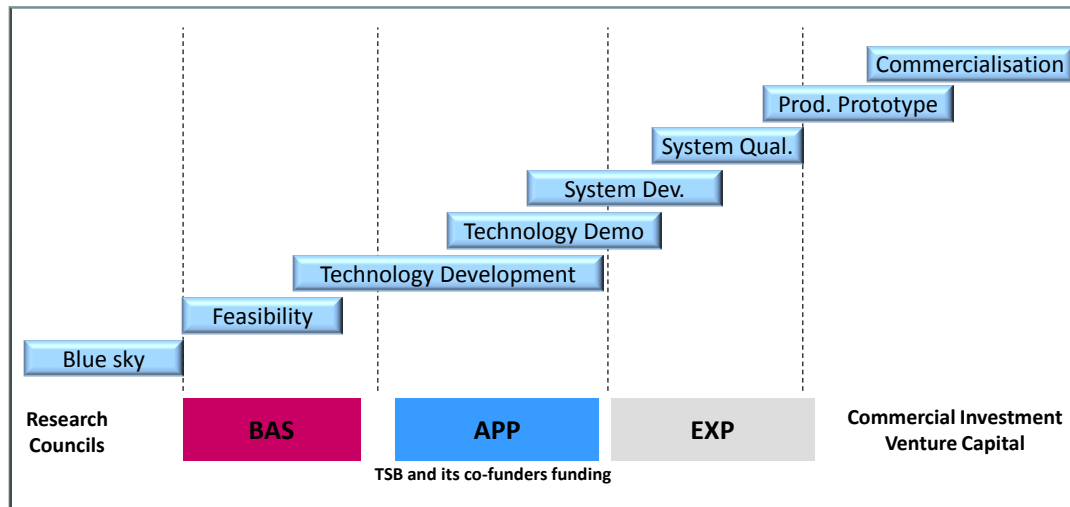 Commercialisation
Prod. Prototype
System Qual.
System Dev.
Technology Demo
Technology Development
Feasibility
Blue sky
Research
Councils
BAS
APP
EXP
Commercial Investment
Venture Capital
TSB and its co-funders funding